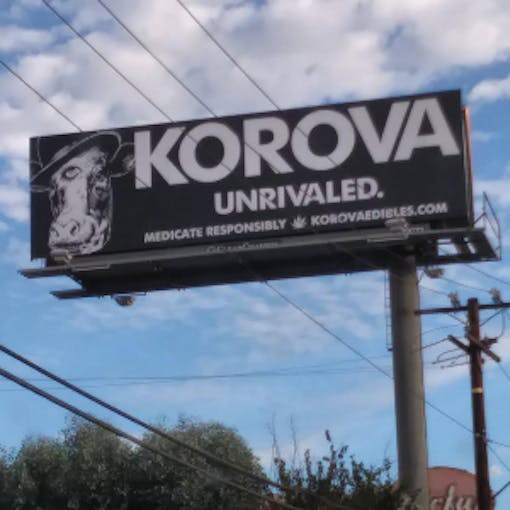 KOROVA
UNRIVALED.
MEDICATE RESPONSIBLY KOROVAEDIBLES.COM